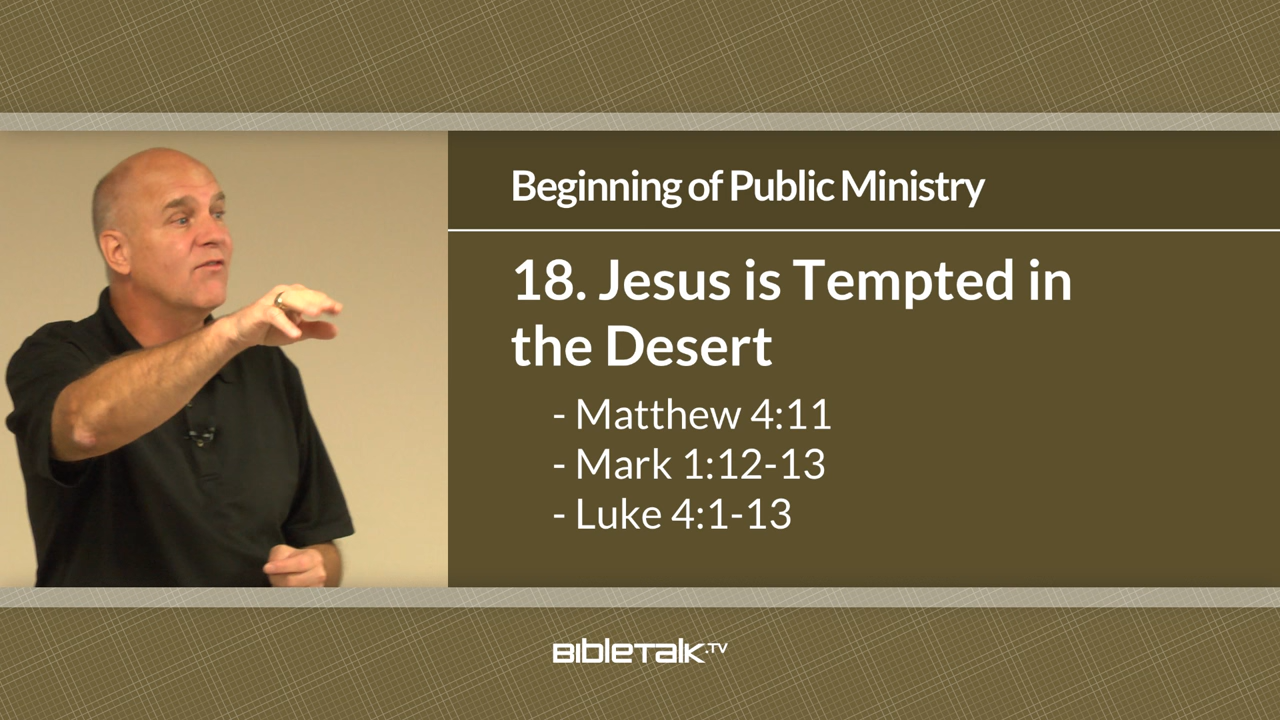 Beginning of Public Ministry
18. Jesus is Tempted in
the Desert
- Matthew 4:11
- Mark 1:12-13
- Luke 4:1-13
BIBLETALK.TV